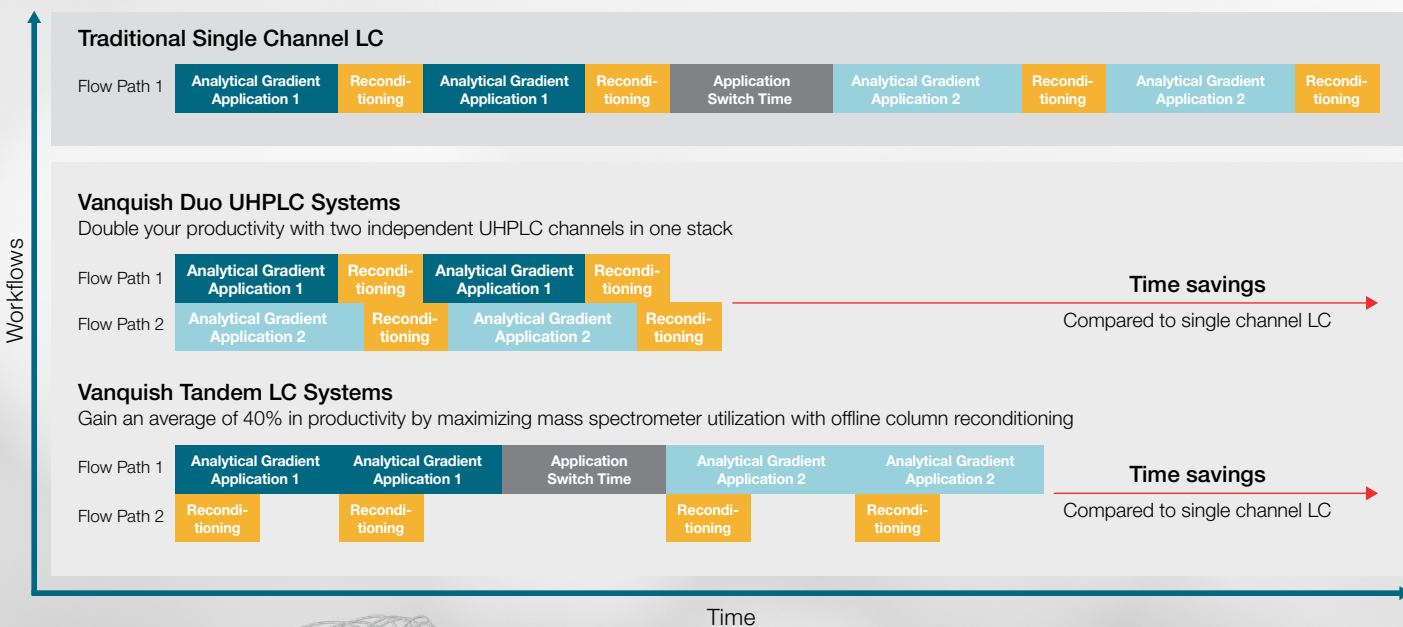 Traditional Single Channel LC
Flow Path 1
Analytical Gradient
Application 1
Recondi-
tioning
Analytical Gradient
Application 1
Recondi-
tioning
Application
Switch Time
Analytical Gradient
Application 2
Recondi-
tioning
Analytical Gradient
Application 2
Recondi-
tioning
Workflows
Vanquish Duo UHPLC Systems
Double your productivity with two independent UHPLC channels in one stack
Flow Path 1
Analytical Gradient
Application 1
Recondi-
tioning
Analytical Gradient
Application 1
Recondi-
tioning
Flow Path 2
Analytical Gradient
Application 2
Recondi-
tioning
Analytical Gradient
Application 2
Recondi-
tioning
Time savings
Compared to single channel LC
Vanquish Tandem LC Systems
Gain an average of 40% in productivity by maximizing mass spectrometer utilization with offline column reconditioning
Flow Path 1
Analytical Gradient
Application 1
Analytical Gradient
Application 1
Application
Switch Time
Analytical Gradient
Application 2
Analytical Gradient
Application 2
Flow Path 2
Recondi-
tioning
Recondi-
tioning
Recondi-
tioning
Recondi-
tioning
Time savings
Compared to single channel LC
Time